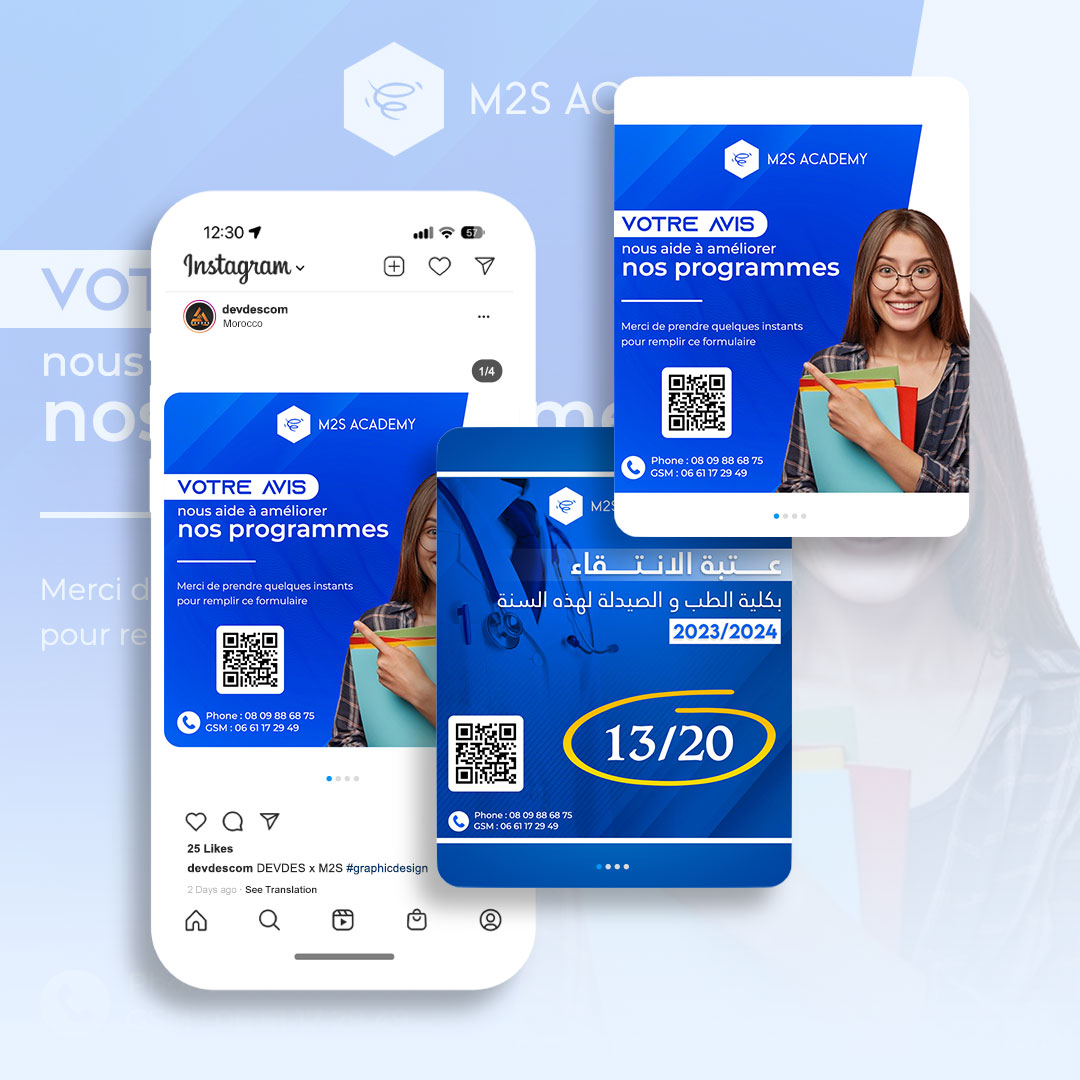 M2S AC
VOT
nous
nos
me
Merci d
pour re
12:30
57
Instagram
devdescom
Morocco
1/4
M2S ACADEMY
VOTRE AVIS
nous aide à améliorer
nos programmes
Merci de prendre quelques instants
pour remplir ce formulaire
Phone : 08 09 88 68 75
GSM : 06 61 17 29 49
25 Likes
devdescom DEVDES x M2S #graphicdesign
2 Days ago · See Translation
M2S
عـــتبة الانـتـــقـــاء
بكلية الطب و الصيدلة لهذه السنة
2023/2024
13/20
Phone : 08 09 88 68 75
GSM : 06 61 17 29 49
M2S ACADEMY
VOTRE AVIS
nous aide à améliorer
nos programmes
Merci de prendre quelques instants
pour remplir ce formulaire
Phone : 08 09 88 68 75
GSM : 06 61 17 29 49